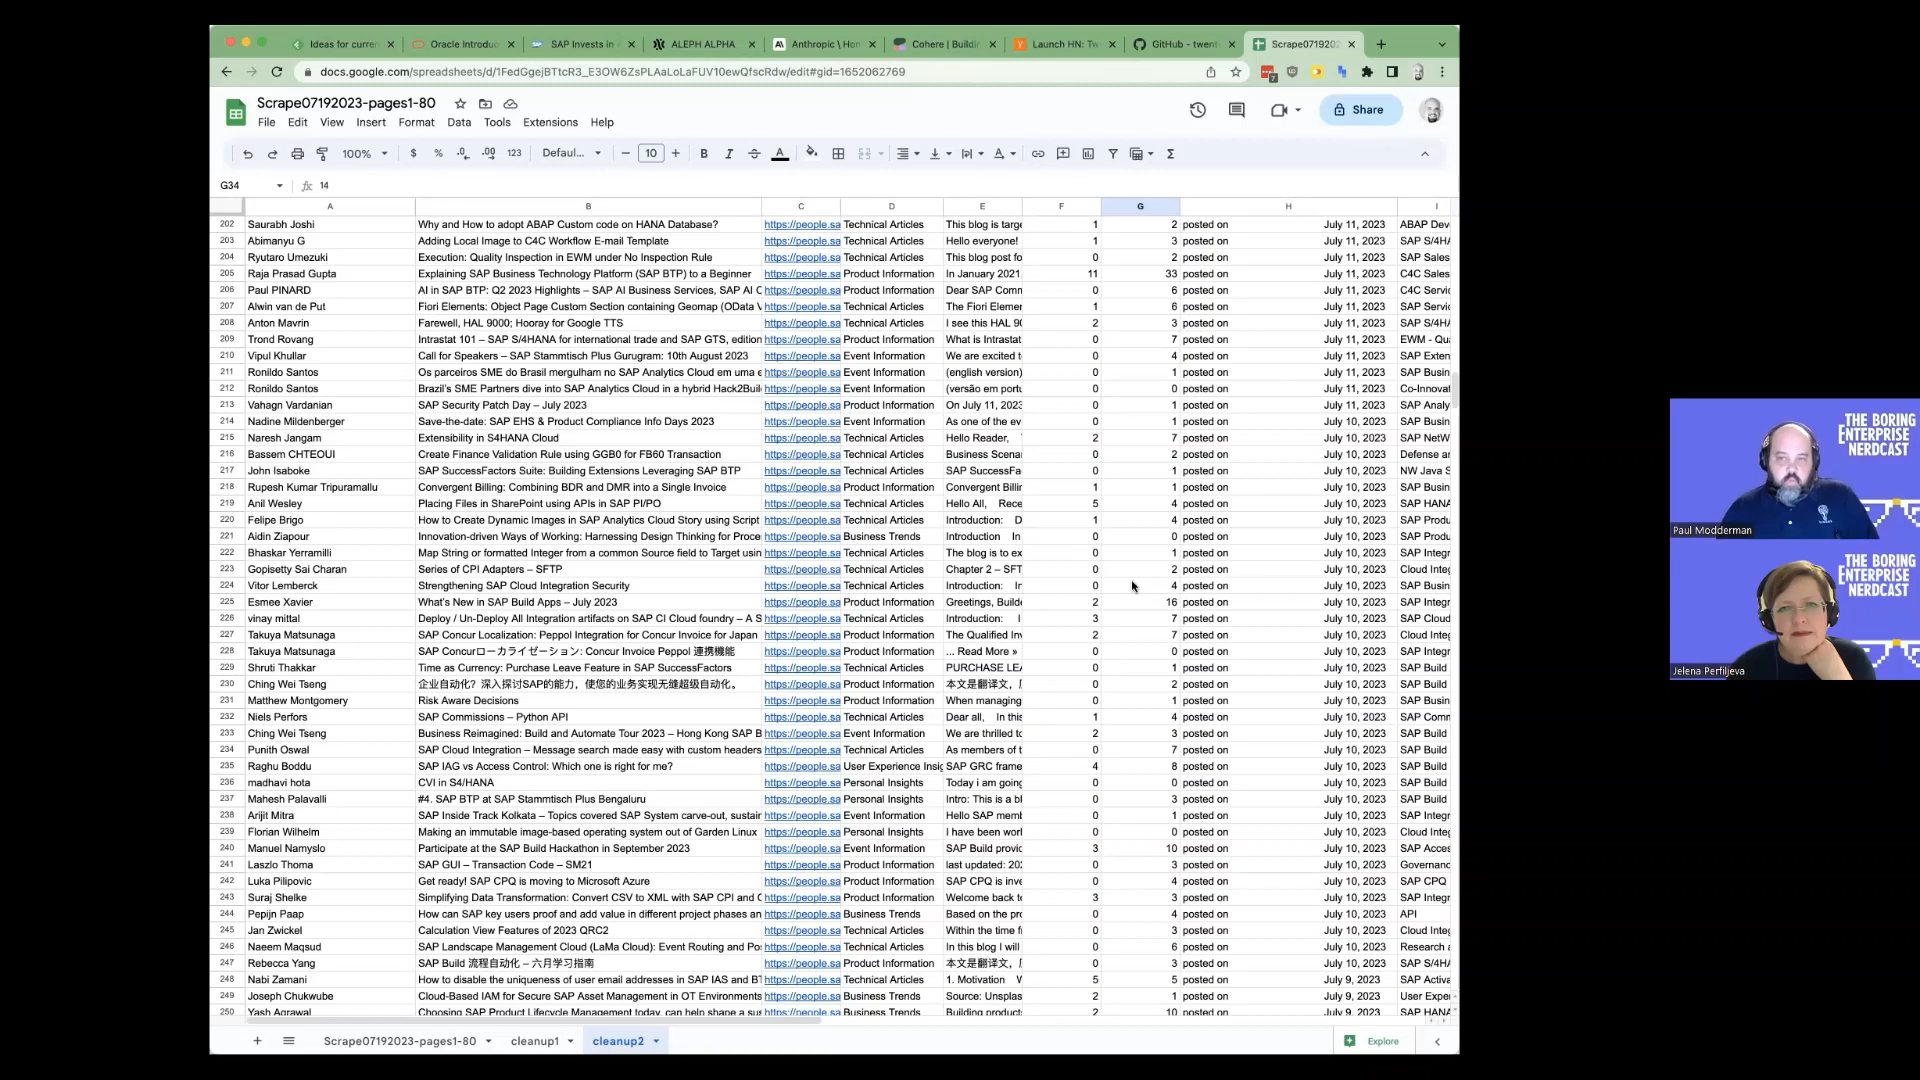 Ideas for curren
Oracle Introduc
SAP Invests in
ALEPH ALPHA
Anthropic \ Hon
Cohere | Buildin
Launch HN: Tw
GitHub - twent
Scrape0719202
docs.google.com/spreadsheets/d/1FedGgejBTtcR3_E3OW6ZsPLAaLoLaFUV10ewQfscRdw/edit#gid=1652062769
Scrape07192023-pages1-80
File Edit View Insert Format Data Tools Extensions Help
Share
100% $ % .0 .00 123 Defaul... 10
G34 fx 14
A B C D E F G H I
202 Saurabh Joshi Why and How to adopt ABAP Custom code on HANA Database? https://people.sa Technical Articles This blog is targe 1 2 posted on July 11, 2023 ABAP Dev
203 Abimanyu G Adding Local Image to C4C Workflow E-mail Template https://people.sa Technical Articles Hello everyone! 1 3 posted on July 11, 2023 SAP S/4HA
204 Ryutaro Umezuki Execution: Quality Inspection in EWM under No Inspection Rule https://people.sa Technical Articles This blog post fo 0 2 posted on July 11, 2023 SAP S/4HA
205 Raja Prasad Gupta Explaining SAP Business Technology Platform (SAP BTP) to a Beginner https://people.sa Product Information In January 2021 11 33 posted on July 11, 2023 C4C Sales
206 Paul PINARD AI in SAP BTP: Q2 2023 Highlights – SAP AI Business Services, SAP AI C https://people.sa Product Information Dear SAP Comn 0 6 posted on July 11, 2023 C4C Servic
207 Alwin van de Put Fiori Elements: Object Page Custom Section containing Geomap (OData V https://people.sa Technical Articles The Fiori Elemer 1 6 posted on July 11, 2023 SAP Servic
208 Anton Mavrin Farewell, HAL 9000; Hooray for Google TTS https://people.sa Technical Articles I see this HAL 90 2 3 posted on July 11, 2023 SAP S/4HA
209 Trond Rovang Intrastat 101 – SAP S/4HANA for international trade and SAP GTS, edition https://people.sa Technical Articles What is Intrastat 0 7 posted on July 11, 2023 EWM - Qua
210 Vipul Khullar Call for Speakers – SAP Stammtisch Plus Gurugram: 10th August 2023 https://people.sa Event Information We are excited t 0 4 posted on July 11, 2023 SAP Exten
211 Ronildo Santos Os parceiros SME do Brasil mergulham no SAP Analytics Cloud em uma e https://people.sa Event Information (english version) 0 1 posted on July 11, 2023 SAP Busin
212 Ronildo Santos Brazil's SME Partners dive into SAP Analytics Cloud in a hybrid Hack2Buil https://people.sa Event Information (versão em portu 0 0 posted on July 11, 2023 Co-Innovat
213 Vahagn Vardanian SAP Security Patch Day – July 2023 https://people.sa Product Information On July 11, 2023 0 1 posted on July 11, 2023 SAP Analy
214 Nadine Mildenberger Save-the-date: SAP EHS & Product Compliance Info Days 2023 https://people.sa Event Information As one of the ev 0 1 posted on July 10, 2023 SAP Busin
215 Naresh Jangam Extensibility in S4HANA Cloud https://people.sa Technical Articles Hello Reader, 2 7 posted on July 10, 2023 SAP NetW
216 Bassem CHTEOUI Create Finance Validation Rule using GGB0 for FB60 Transaction https://people.sa Technical Articles Business Scena 0 2 posted on July 10, 2023 Defense ar
217 John Isaboke SAP SuccessFactors Suite: Building Extensions Leveraging SAP BTP https://people.sa Technical Articles SAP SuccessFa 0 1 posted on July 10, 2023 NW Java S
218 Rupesh Kumar Tripuramallu Convergent Billing: Combining BDR and DMR into a Single Invoice https://people.sa Technical Articles Convergent Billir 1 1 posted on July 10, 2023 SAP Busin
219 Anil Wesley Placing Files in SharePoint using APIs in SAP PI/PO https://people.sa Technical Articles Hello All, Rece 5 4 posted on July 10, 2023 SAP HANA
220 Felipe Brigo How to Create Dynamic Images in SAP Analytics Cloud Story using Script https://people.sa Technical Articles Introduction: D 1 4 posted on July 10, 2023 SAP Produ
221 Aidin Ziapour Innovation-driven Ways of Working: Harnessing Design Thinking for Proce https://people.sa Business Trends Introduction In 0 0 posted on July 10, 2023 SAP Produ
222 Bhaskar Yerramilli Map String or formatted Integer from a common Source field to Target usin https://people.sa Technical Articles The blog is to ex 0 1 posted on July 10, 2023 SAP Integr
223 Gopisetty Sai Charan Series of CPI Adapters – SFTP https://people.sa Technical Articles Chapter 2 – SFT 0 2 posted on July 10, 2023 Cloud Integ
224 Vitor Lemberck Strengthening SAP Cloud Integration Security https://people.sa Technical Articles Introduction: Ir 0 4 posted on July 10, 2023 SAP Busin
225 Esmee Xavier What's New in SAP Build Apps – July 2023 https://people.sa Product Information Greetings, Builde 2 16 posted on July 10, 2023 SAP Integr
226 vinay mittal Deploy / Un-Deploy All Integration artifacts on SAP CI Cloud foundry – A S https://people.sa Technical Articles Introduction: I 3 7 posted on July 10, 2023 SAP Cloud
227 Takuya Matsunaga SAP Concur Localization: Peppol Integration for Concur Invoice for Japan https://people.sa Product Information The Qualified Inv 2 7 posted on July 10, 2023 Cloud Integ
228 Takuya Matsunaga SAP Concurローカライゼーション: Concur Invoice Peppol 連携機能 https://people.sa Product Information ... Read More » 0 0 posted on July 10, 2023 SAP Integr
229 Shruti Thakkar Time as Currency: Purchase Leave Feature in SAP SuccessFactors https://people.sa Technical Articles PURCHASE LEA 0 1 posted on July 10, 2023 SAP Build
230 Ching Wei Tseng 企业自动化？深入探讨SAP的能力，使您的业务实现无缝超级自动化。 https://people.sa Product Information 本文是翻译文， 0 2 posted on July 10, 2023 SAP Build
231 Matthew Montgomery Risk Aware Decisions https://people.sa Product Information When managing 0 1 posted on July 10, 2023 SAP Busin
232 Niels Perfors SAP Commissions – Python API https://people.sa Technical Articles Dear all, In this 1 4 posted on July 10, 2023 SAP Comn
233 Ching Wei Tseng Business Reimagined: Build and Automate Tour 2023 – Hong Kong SAP B https://people.sa Event Information We are thrilled to 2 3 posted on July 10, 2023 SAP Build
234 Punith Oswal SAP Cloud Integration – Message search made easy with custom headers https://people.sa Technical Articles As members of t 0 7 posted on July 10, 2023 SAP Build
235 Raghu Boddu SAP IAG vs Access Control: Which one is right for me? https://people.sa User Experience Insig SAP GRC frame 4 8 posted on July 10, 2023 SAP Build
236 madhavi hota CVI in S4/HANA https://people.sa Personal Insights Today i am going 0 0 posted on July 10, 2023 SAP Build
237 Mahesh Palavalli #4. SAP BTP at SAP Stammtisch Plus Bengaluru https://people.sa Personal Insights Intro: This is a bl 0 3 posted on July 10, 2023 SAP Build
238 Arijit Mitra SAP Inside Track Kolkata – Topics covered SAP System carve-out, sustair https://people.sa Event Information Hello SAP memb 0 1 posted on July 10, 2023 SAP Integr
239 Florian Wilhelm Making an immutable image-based operating system out of Garden Linux https://people.sa Personal Insights I have been worl 0 0 posted on July 10, 2023 Cloud Integ
240 Manuel Namyslo Participate at the SAP Build Hackathon in September 2023 https://people.sa Event Information SAP Build provic 3 10 posted on July 10, 2023 SAP Acces
241 Laszlo Thoma SAP GUI – Transaction Code – SM21 https://people.sa Product Information last updated: 202 0 3 posted on July 10, 2023 Governanc
242 Luka Pilipovic Get ready! SAP CPQ is moving to Microsoft Azure https://people.sa Product Information SAP CPQ is inve 0 4 posted on July 10, 2023 SAP CPQ
243 Suraj Shelke Simplifying Data Transformation: Convert CSV to XML with SAP CPI and C https://people.sa Product Information Welcome back to 3 3 posted on July 10, 2023 SAP Integr
244 Pepijn Paap How can SAP key users proof and add value in different project phases an https://people.sa Business Trends Based on the pro 0 4 posted on July 10, 2023 API
245 Jan Zwickel Calculation View Features of 2023 QRC2 https://people.sa Technical Articles Within the time f 0 3 posted on July 10, 2023 Cloud Integ
246 Naeem Maqsud SAP Landscape Management Cloud (LaMa Cloud): Event Routing and Po https://people.sa Technical Articles In this blog I will 0 6 posted on July 10, 2023 Research a
247 Rebecca Yang SAP Build 流程自动化 – 六月学习指南 https://people.sa Product Information 本文是翻译文， 0 3 posted on July 10, 2023 SAP S/4HA
248 Nabi Zamani How to disable the uniqueness of user email addresses in SAP IAS and BT https://people.sa Technical Articles 1. Motivation W 5 5 posted on July 9, 2023 SAP Activa
249 Joseph Chukwube Cloud-Based IAM for Secure SAP Asset Management in OT Environments https://people.sa Business Trends Source: Unsplas 2 1 posted on July 9, 2023 User Expe
250 Yash Agrawal Choosing SAP Product Lifecycle Management today, can help shape a sus https://people.sa Business Trends Building product 2 10 posted on July 9, 2023 SAP HANA
Scrape07192023-pages1-80 cleanup1 cleanup2 Explore
THE BORING
ENTERPRISE
NERDCAST
Paul Modderman
THE BORING
ENTERPRISE
NERDCAST
Jelena Perfiljeva